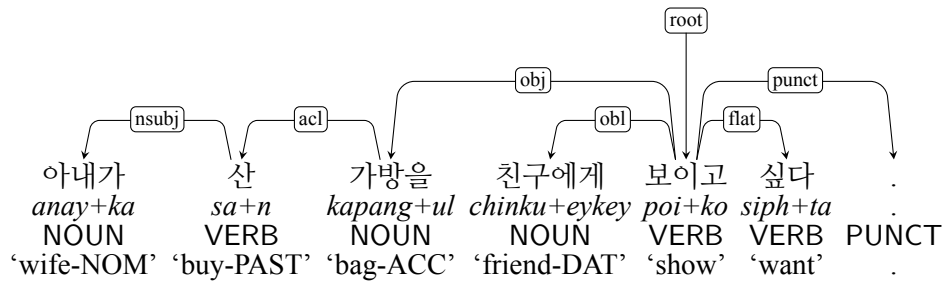 root
obj punct
nsubj acl obl flat
아내가 산 가방을 친구에게 보이고 싶다 .
anay+ka sa+n kapang+ul chinku+eykey poi+ko siph+ta .
NOUN VERB NOUN NOUN VERB VERB PUNCT
‘wife-NOM’ ‘buy-PAST’ ‘bag-ACC’ ‘friend-DAT’ ‘show’ ‘want’ .